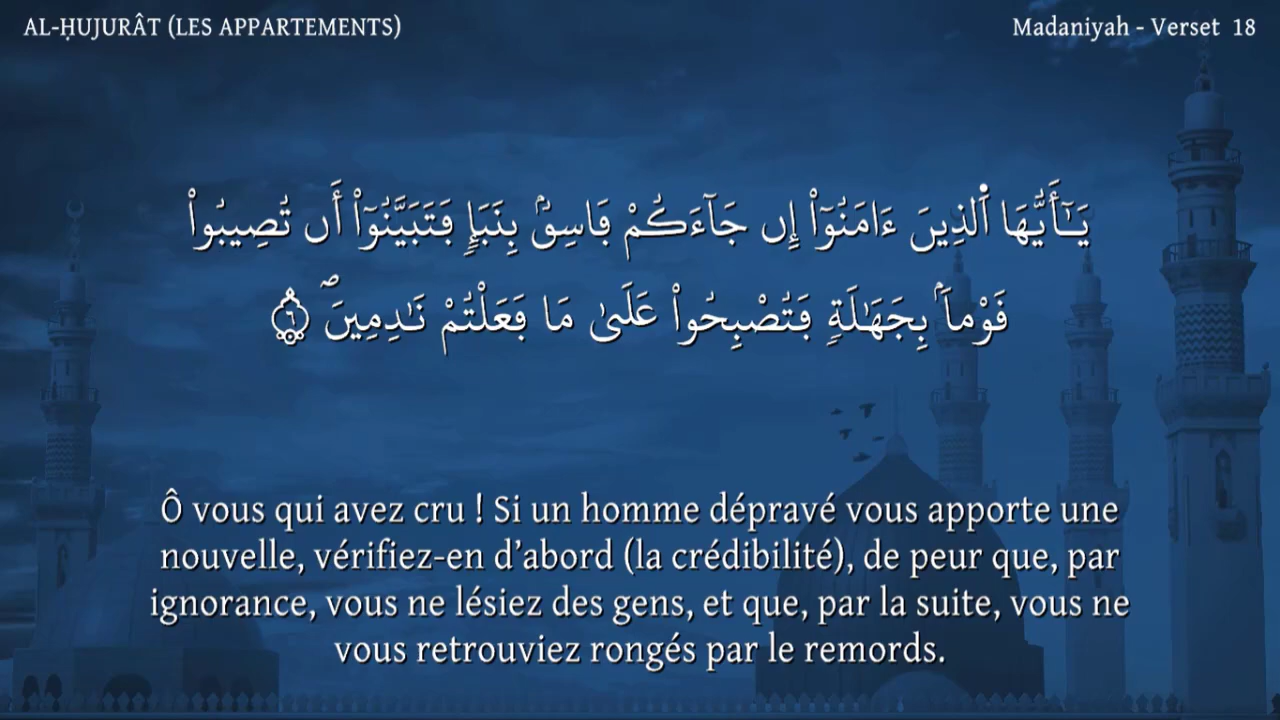 AL-ḤUJURÂT (LES APPARTEMENTS)
Madaniyah - Verset 18
يَـٰٓأَيُّهَا اَ۬لذِينَ ءَامَنُوٓاْ إِن جَآءَكُمْ فَاسِقُۢ بِنَبَإٖ فَتَبَيَّنُوٓاْ أَن تُصِيبُواْ
قَوْماَۢ بِجَهَٰلَةٖ فَتُصْبِحُواْ عَلَىٰ مَا فَعَلْتُمْ نَٰدِمِينَۖ ٦
Ô vous qui avez cru ! Si un homme dépravé vous apporte une
nouvelle, vérifiez-en d’abord (la crédibilité), de peur que, par
ignorance, vous ne lésiez des gens, et que, par la suite, vous ne
vous retrouviez rongés par le remords.